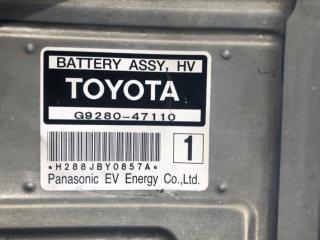 BATTERY ASSY, HV
TOYOTA
G9280-47110
*H288JBY0857A*
1
Panasonic EV Energy Co.,Ltd.